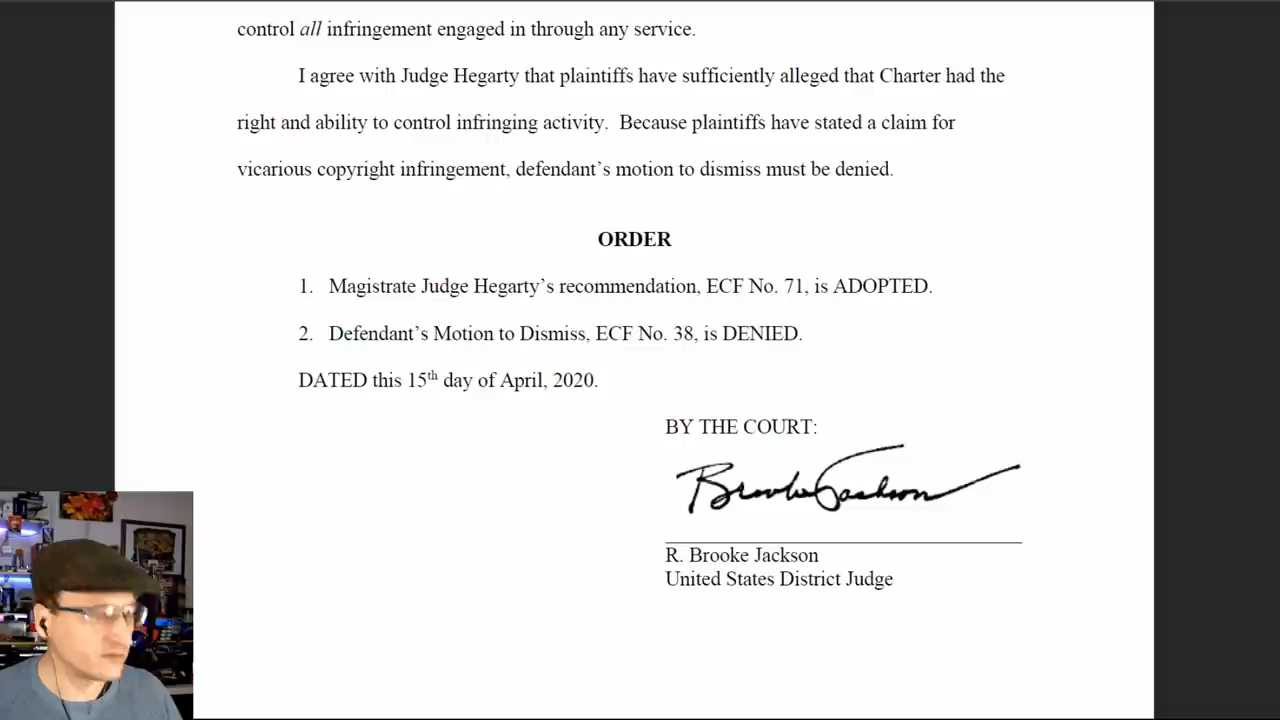 control all infringement engaged in through any service.
I agree with Judge Hegarty that plaintiffs have sufficiently alleged that Charter had the
right and ability to control infringing activity.  Because plaintiffs have stated a claim for
vicarious copyright infringement, defendant’s motion to dismiss must be denied.
ORDER
1.   Magistrate Judge Hegarty’s recommendation, ECF No. 71, is ADOPTED.
2.   Defendant’s Motion to Dismiss, ECF No. 38, is DENIED.
DATED this 15th day of April, 2020.
BY THE COURT:
Brooke Jackson
R. Brooke Jackson
United States District Judge